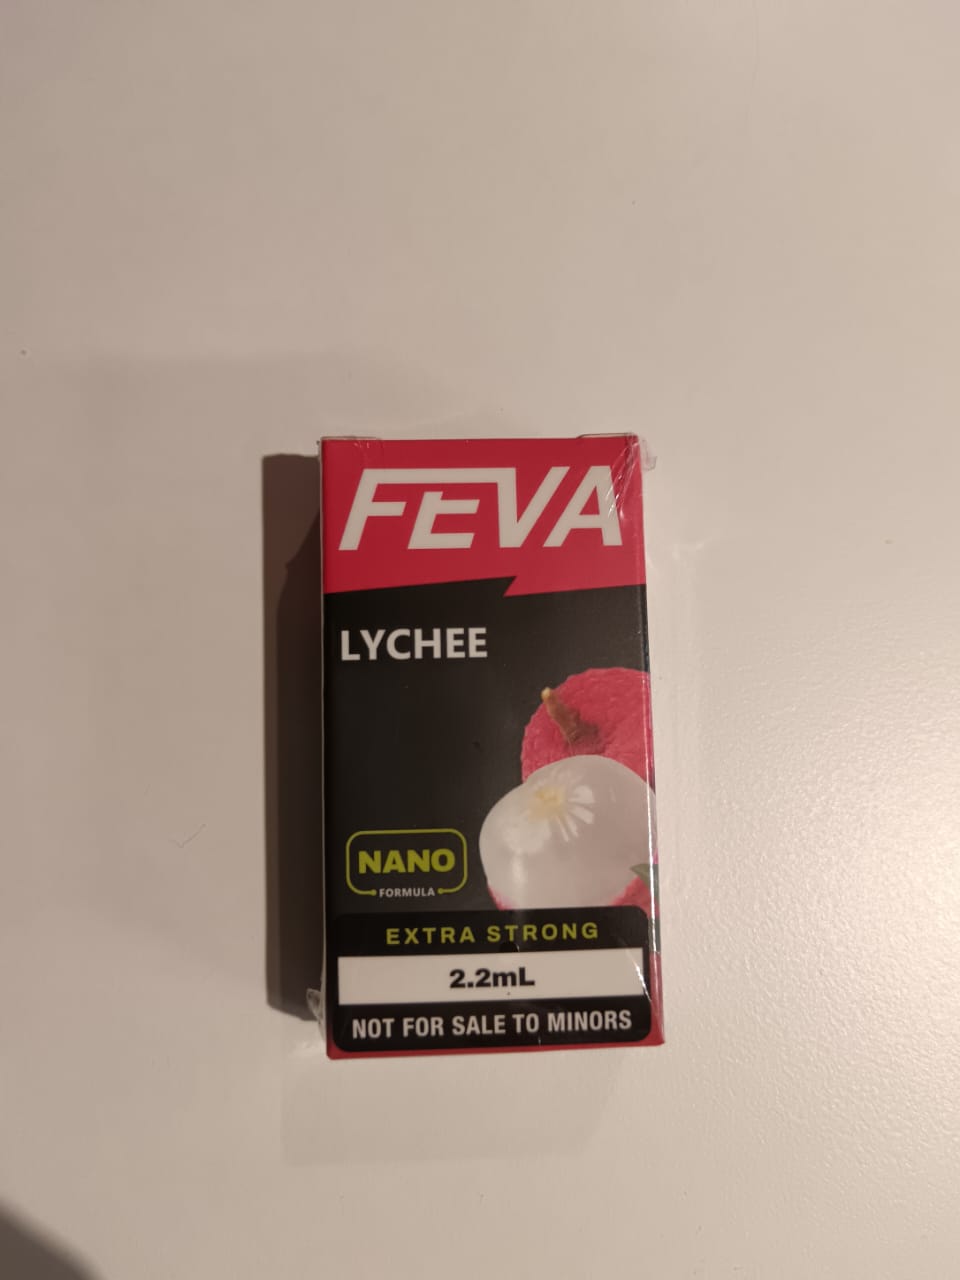 FEVA
LYCHEE
NANO
FORMULA
EXTRA STRONG
2.2mL
NOT FOR SALE TO MINORS